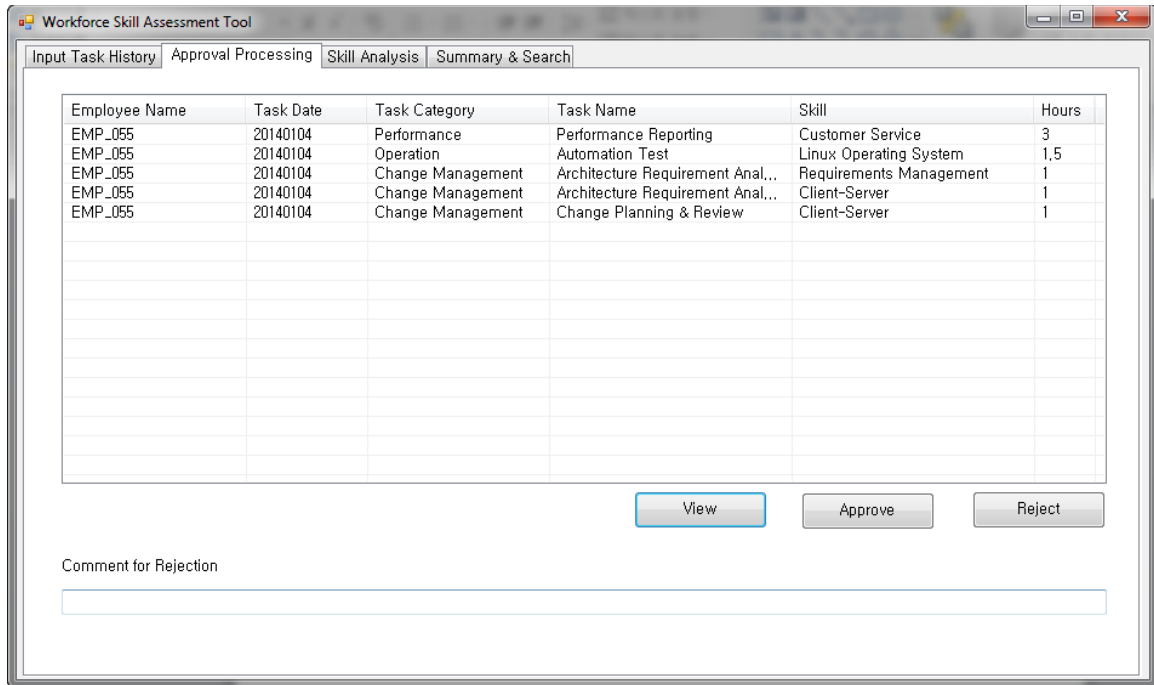 Workforce Skill Assessment Tool
Input Task History Approval Processing Skill Analysis Summary & Search
Employee Name Task Date Task Category Task Name Skill Hours
EMP_055 20140104 Performance Performance Reporting Customer Service 3
EMP_055 20140104 Operation Automation Test Linux Operating System 1.5
EMP_055 20140104 Change Management Architecture Requirement Anal... Requirements Management 1
EMP_055 20140104 Change Management Architecture Requirement Anal... Client-Server 1
EMP_055 20140104 Change Management Change Planning & Review Client-Server 1
View Approve Reject
Comment for Rejection